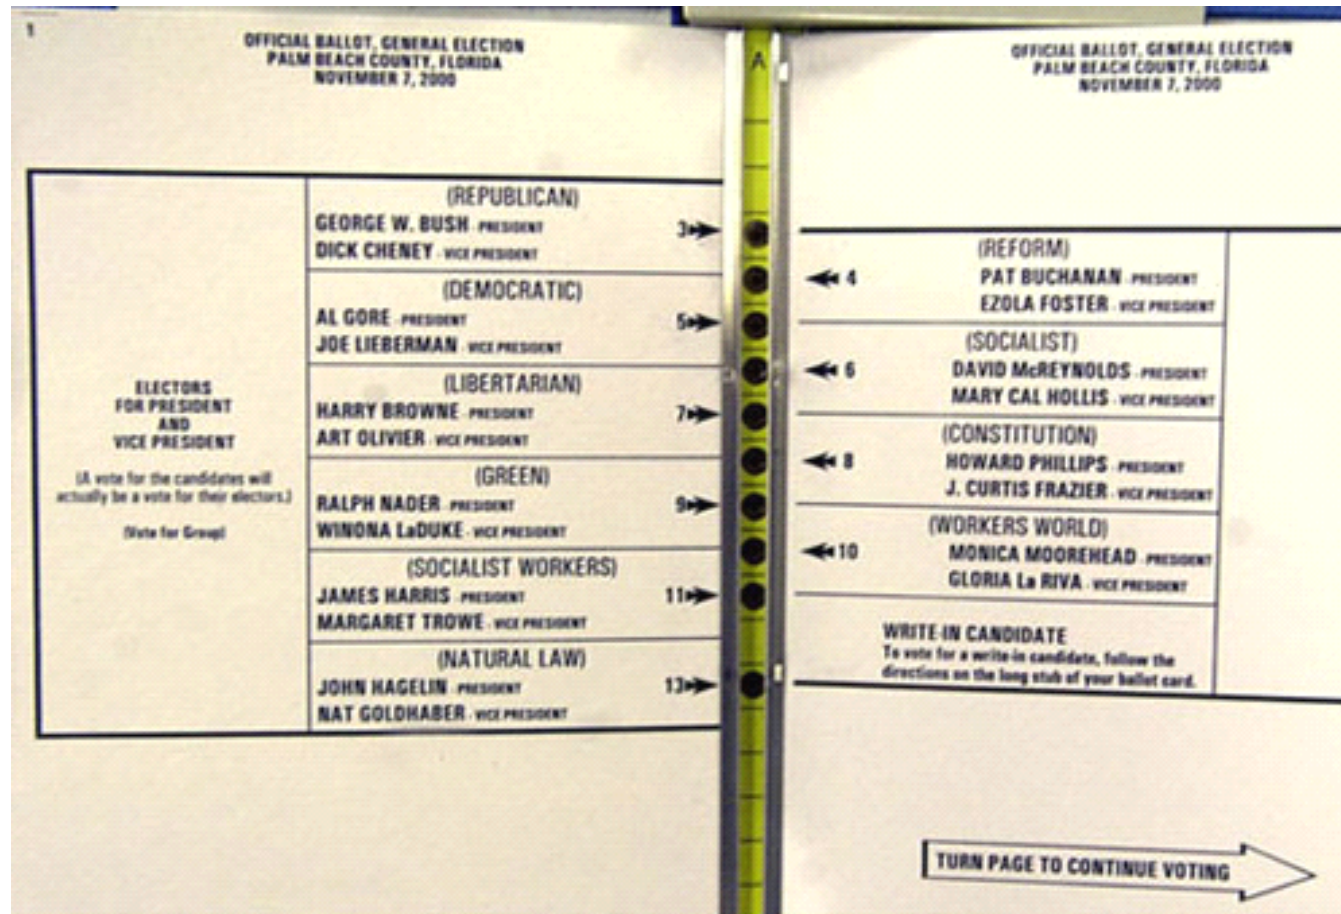 1
OFFICIAL BALLOT, GENERAL ELECTION
PALM BEACH COUNTY, FLORIDA
NOVEMBER 7, 2000
ELECTORS
FOR PRESIDENT
AND
VICE PRESIDENT
(A vote for the candidates will
actually be a vote for their electors.)
(Vote for Group)
(REPUBLICAN)
GEORGE W. BUSH - PRESIDENT
3
DICK CHENEY - VICE PRESIDENT
(DEMOCRATIC)
AL GORE - PRESIDENT
5
JOE LIEBERMAN - VICE PRESIDENT
(LIBERTARIAN)
HARRY BROWNE - PRESIDENT
7
ART OLIVIER - VICE PRESIDENT
(GREEN)
RALPH NADER - PRESIDENT
9
WINONA LaDUKE - VICE PRESIDENT
(SOCIALIST WORKERS)
JAMES HARRIS - PRESIDENT
11
MARGARET TROWE - VICE PRESIDENT
(NATURAL LAW)
JOHN HAGELIN - PRESIDENT
13
NAT GOLDHABER - VICE PRESIDENT
A
OFFICIAL BALLOT, GENERAL ELECTION
PALM BEACH COUNTY, FLORIDA
NOVEMBER 7, 2000
(REFORM)
4
PAT BUCHANAN - PRESIDENT
EZOLA FOSTER - VICE PRESIDENT
(SOCIALIST)
6
DAVID McREYNOLDS - PRESIDENT
MARY CAL HOLLIS - VICE PRESIDENT
(CONSTITUTION)
8
HOWARD PHILLIPS - PRESIDENT
J. CURTIS FRAZIER - VICE PRESIDENT
(WORKERS WORLD)
10
MONICA MOOREHEAD - PRESIDENT
GLORIA La RIVA - VICE PRESIDENT
WRITE-IN CANDIDATE
To vote for a write-in candidate, follow the
directions on the long stub of your ballot card.
TURN PAGE TO CONTINUE VOTING